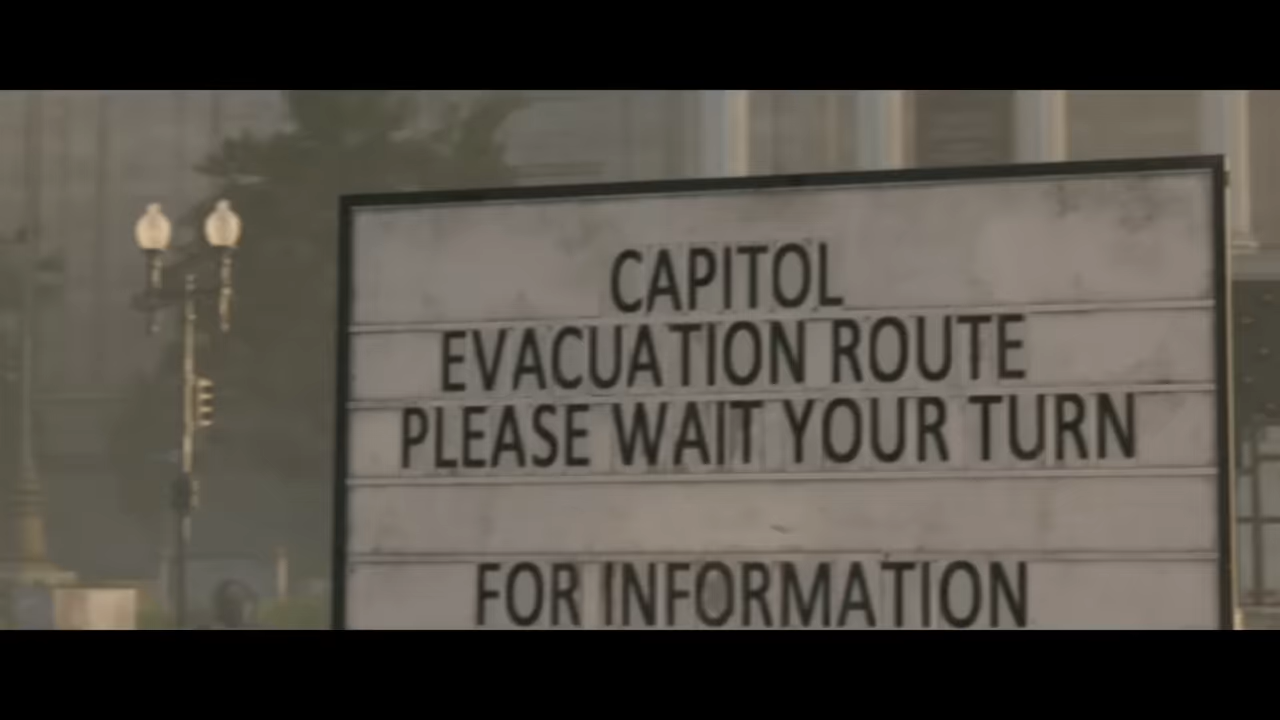 CAPITOL
EVACUATION ROUTE
PLEASE WAIT YOUR TURN
FOR INFORMATION